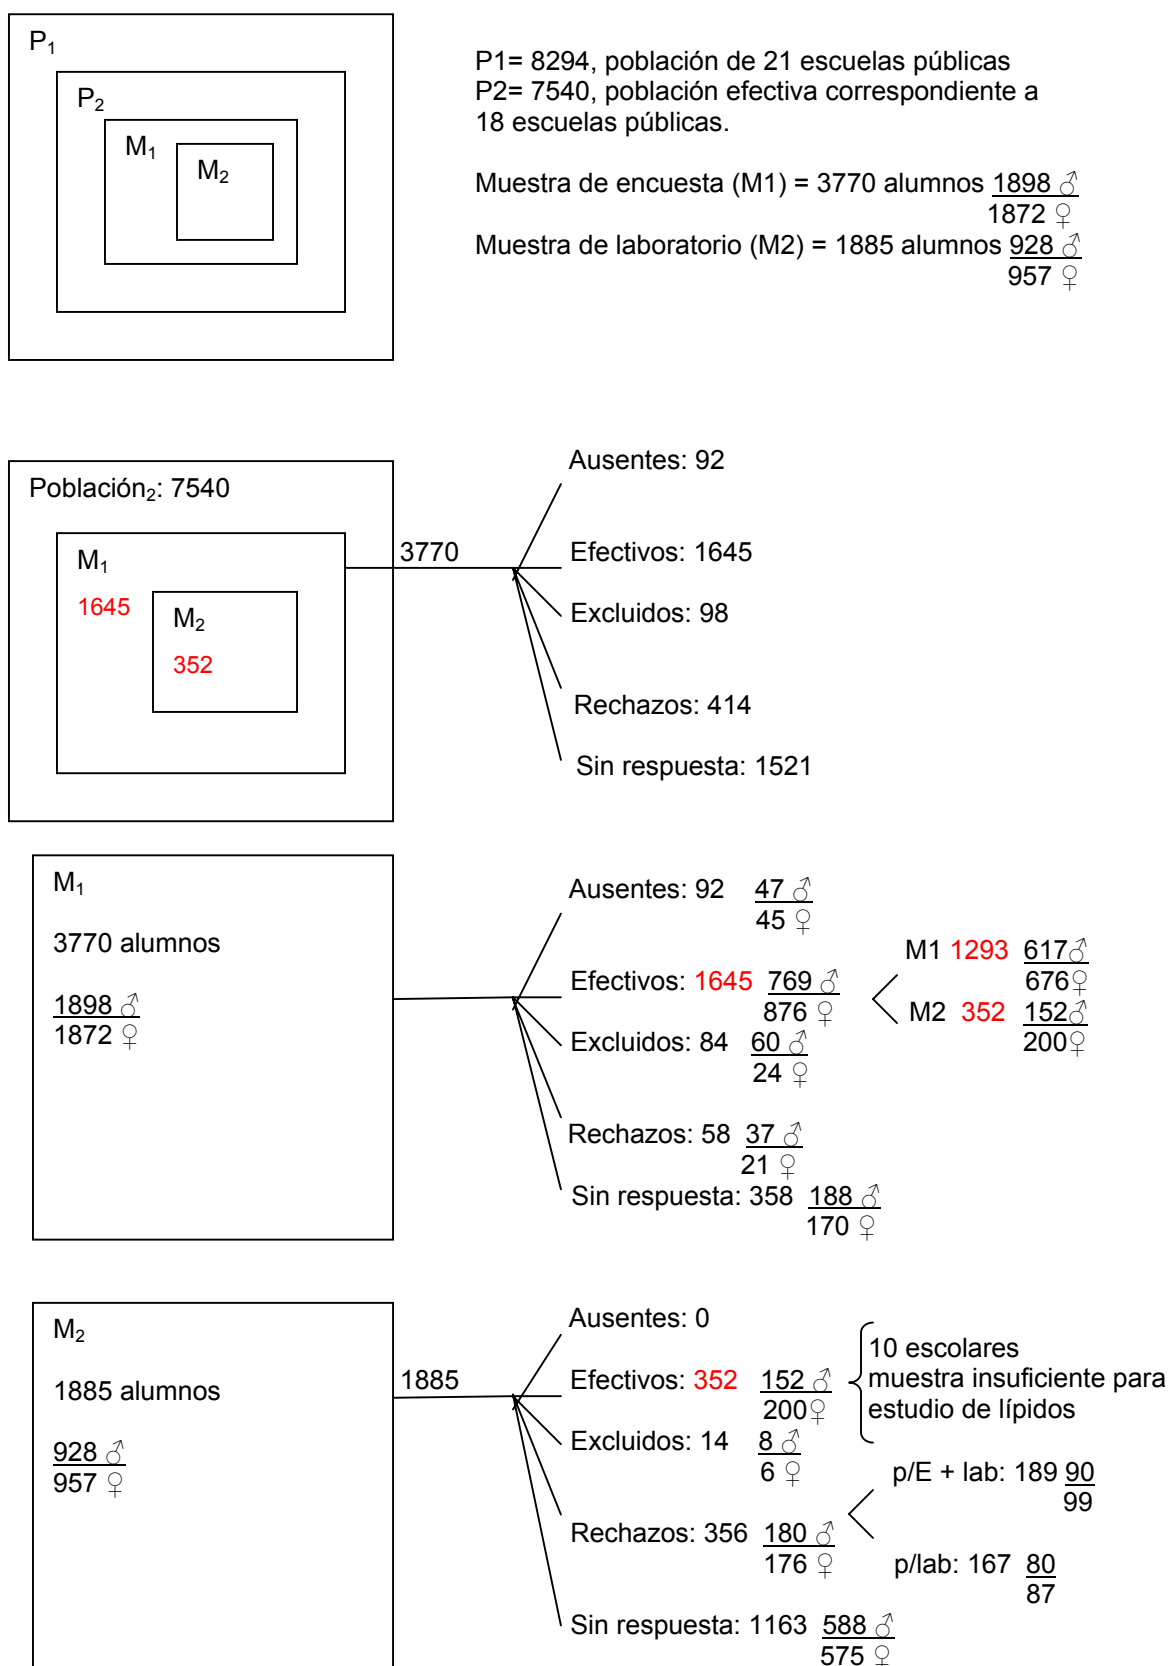 P₁
P₂
M₁
M₂
P1= 8294, población de 21 escuelas públicas
P2= 7540, población efectiva correspondiente a
18 escuelas públicas.
Muestra de encuesta (M1) = 3770 alumnos 1898 ♂
1872 ♀
Muestra de laboratorio (M2) = 1885 alumnos 928 ♂
957 ♀
Población₂: 7540
M₁
1645
M₂
352
3770
Ausentes: 92
Efectivos: 1645
Excluidos: 98
Rechazos: 414
Sin respuesta: 1521
M₁
3770 alumnos
1898 ♂
1872 ♀
Ausentes: 92 47 ♂
45 ♀
Efectivos: 1645 769 ♂
876 ♀
M1 1293 617♂
676♀
M2 352 152♂
200♀
Excluidos: 84 60 ♂
24 ♀
Rechazos: 58 37 ♂
21 ♀
Sin respuesta: 358 188 ♂
170 ♀
M₂
1885 alumnos
928 ♂
957 ♀
1885
Ausentes: 0
Efectivos: 352 152 ♂
200♀
10 escolares
muestra insuficiente para
estudio de lípidos
Excluidos: 14 8 ♂
6 ♀
Rechazos: 356 180 ♂
176 ♀
p/E + lab: 189 90
99
p/lab: 167 80
87
Sin respuesta: 1163 588 ♂
575 ♀